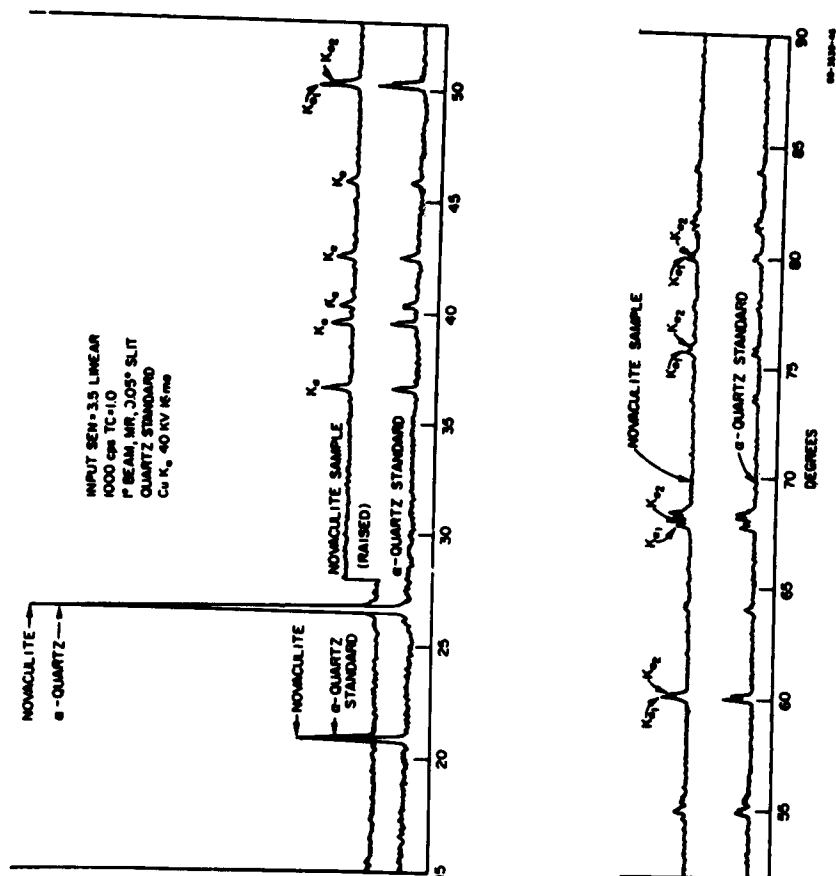 INPUT SEN = 3.5 LINEAR
1000 cps TC=1.0
1° BEAM, MR, 0.05° SLIT
QUARTZ STANDARD
Cu Kα 40 KV 16 ma
NOVACULITE
α-QUARTZ
NOVACULITE
α-QUARTZ
STANDARD
NOVACULITE SAMPLE
(RAISED)
α-QUARTZ STANDARD
Kα
Kα
Kα
Kα
Kα
Kα1
Kα2
20
25
30
35
40
45
50
Kα1
Kα2
Kα1
Kα2
NOVACULITE SAMPLE
Kα1
Kα2
Kα1
Kα2
α-QUARTZ STANDARD
55
60
65
70
75
80
85
90
DEGREES